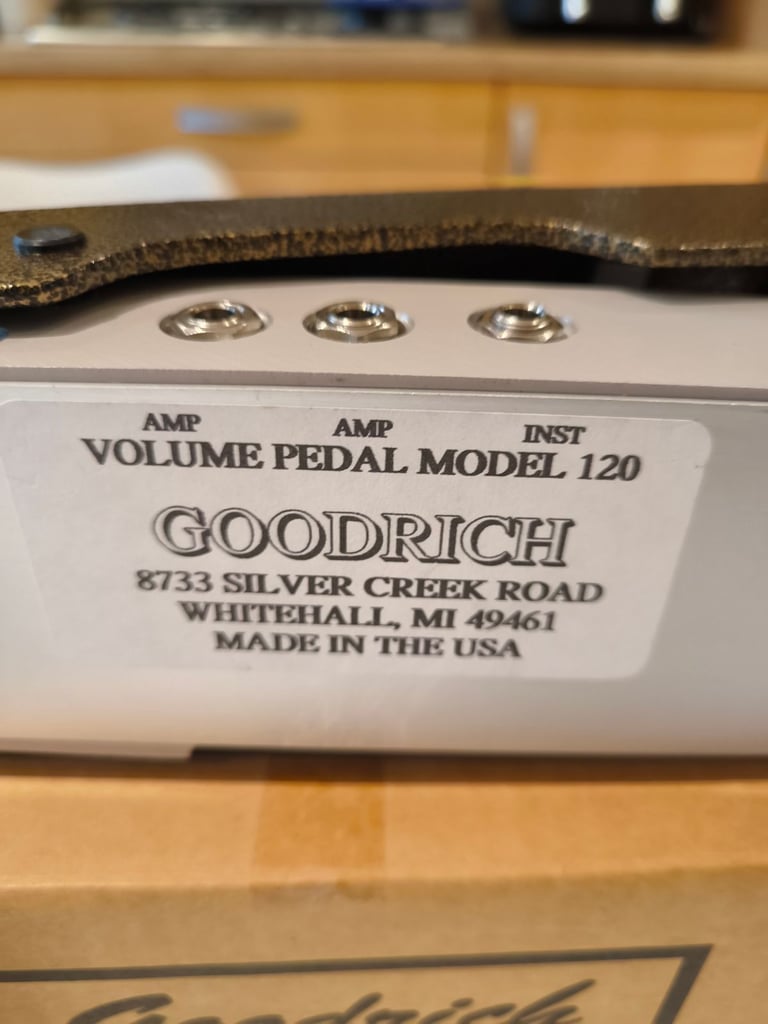 AMP AMP INST
VOLUME PEDAL MODEL 120
GOODRICH
8733 SILVER CREEK ROAD
WHITEHALL, MI 49461
MADE IN THE USA
Goodrich